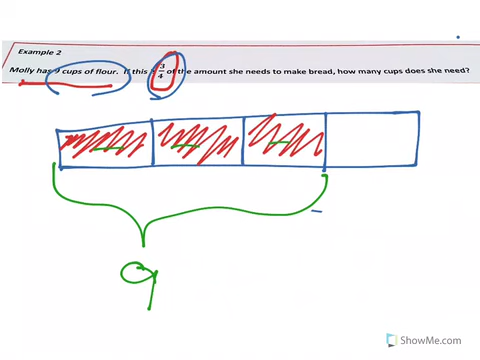 Example 2
Molly has 9 cups of flour. If this is 3/4 of the amount she needs to make bread, how many cups does she need?
9
ShowMe.com